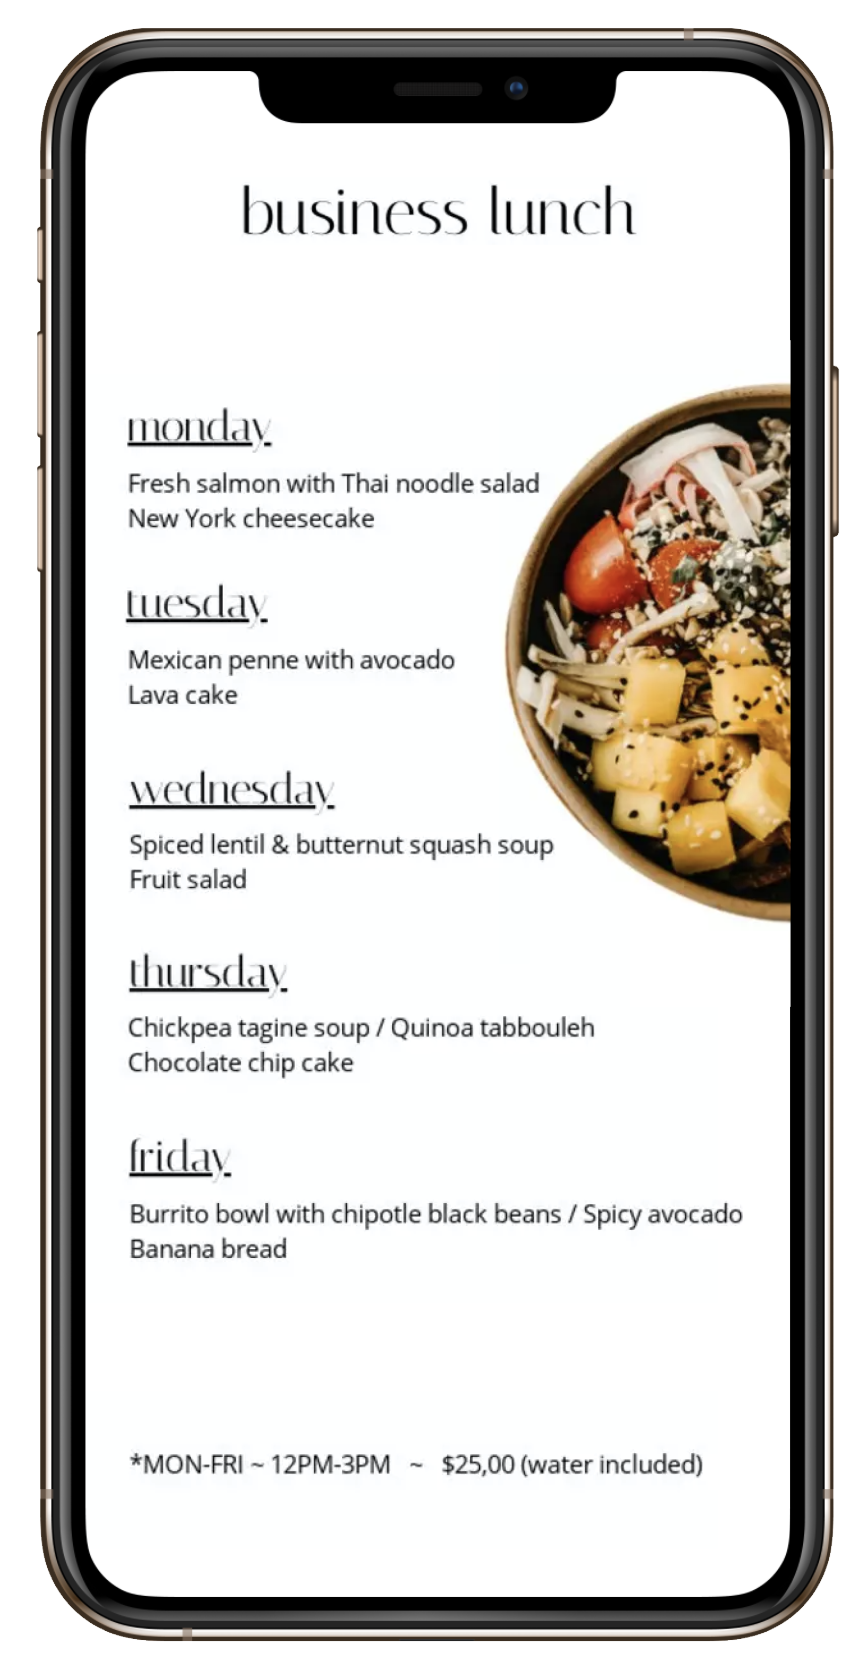 business lunch
monday
Fresh salmon with Thai noodle salad
New York cheesecake
tuesday
Mexican penne with avocado
Lava cake
wednesday
Spiced lentil & butternut squash soup
Fruit salad
thursday
Chickpea tagine soup / Quinoa tabbouleh
Chocolate chip cake
friday
Burrito bowl with chipotle black beans / Spicy avocado
Banana bread
*MON-FRI ~ 12PM-3PM ~ $25,00 (water included)